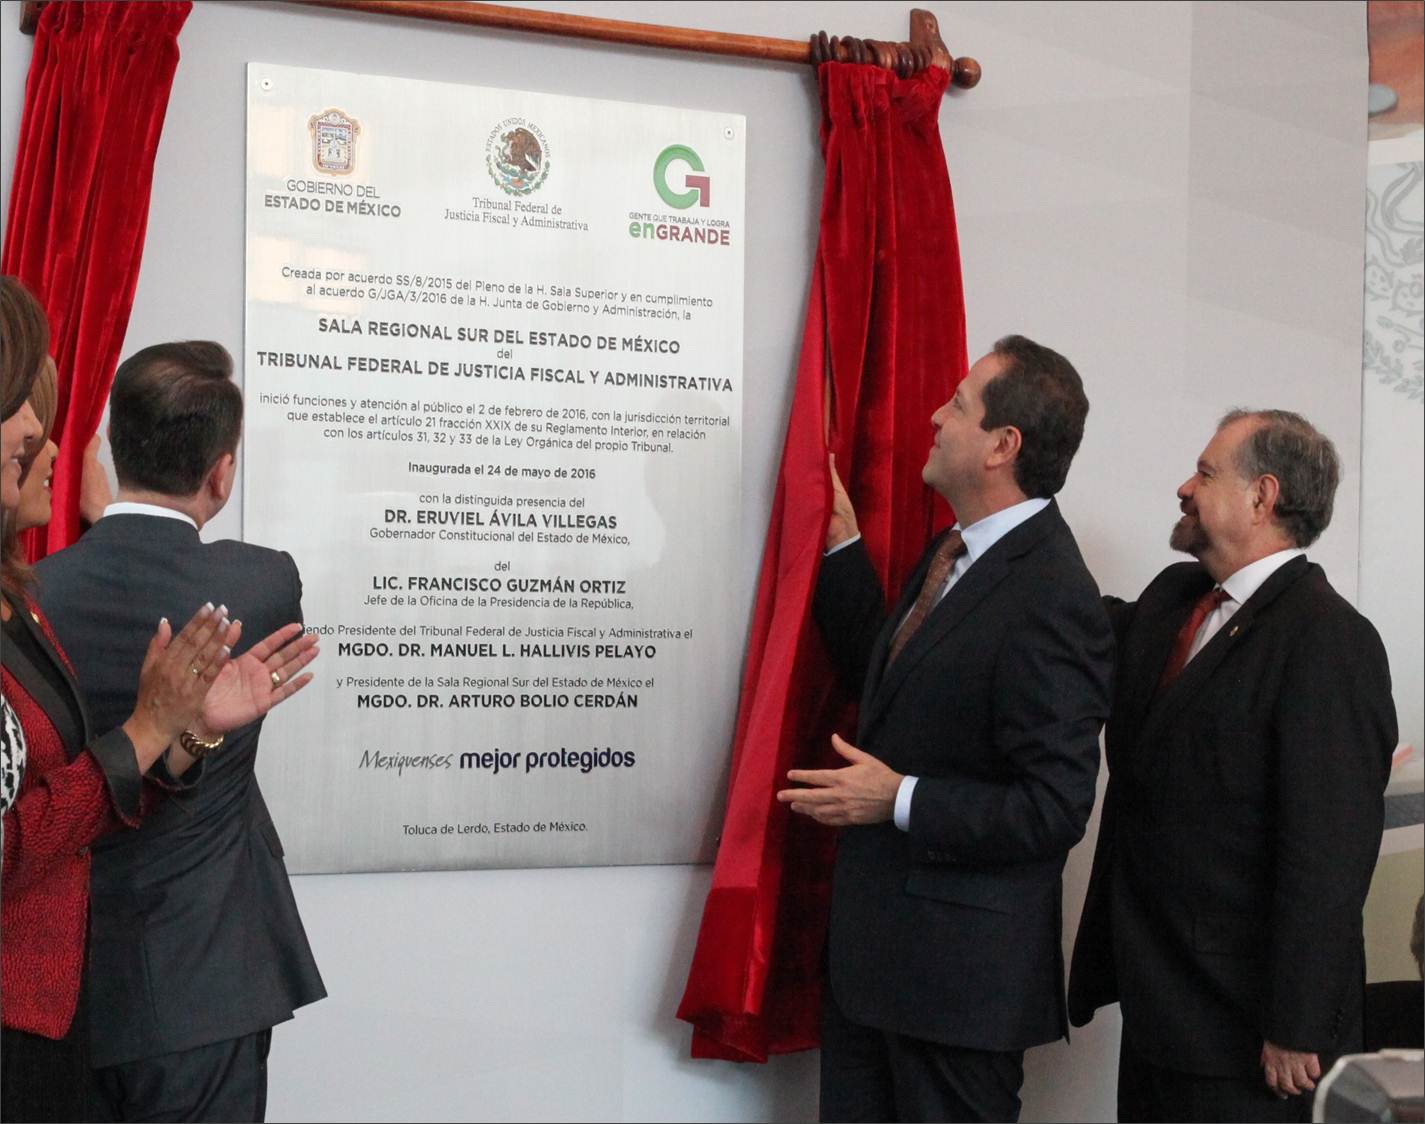 GOBIERNO DEL
ESTADO DE MÉXICO
ESTADOS UNIDOS MEXICANOS
Tribunal Federal de
Justicia Fiscal y Administrativa
GENTE QUE TRABAJA Y LOGRA
enGRANDE
Creada por acuerdo SS/8/2015 del Pleno de la H. Sala Superior y en cumplimiento
al acuerdo G/JGA/3/2016 de la H. Junta de Gobierno y Administración, la
SALA REGIONAL SUR DEL ESTADO DE MÉXICO
del
TRIBUNAL FEDERAL DE JUSTICIA FISCAL Y ADMINISTRATIVA
inició funciones y atención al público el 2 de febrero de 2016, con la jurisdicción territorial
que establece el artículo 21 fracción XXIX de su Reglamento Interior, en relación
con los artículos 31, 32 y 33 de la Ley Orgánica del propio Tribunal.
Inaugurada el 24 de mayo de 2016
con la distinguida presencia del
DR. ERUVIEL ÁVILA VILLEGAS
Gobernador Constitucional del Estado de México,
del
LIC. FRANCISCO GUZMÁN ORTIZ
Jefe de la Oficina de la Presidencia de la República,
iendo Presidente del Tribunal Federal de Justicia Fiscal y Administrativa el
MGDO. DR. MANUEL L. HALLIVIS PELAYO
y Presidente de la Sala Regional Sur del Estado de México el
MGDO. DR. ARTURO BOLIO CERDÁN
Mexiquenses mejor protegidos
Toluca de Lerdo, Estado de México.